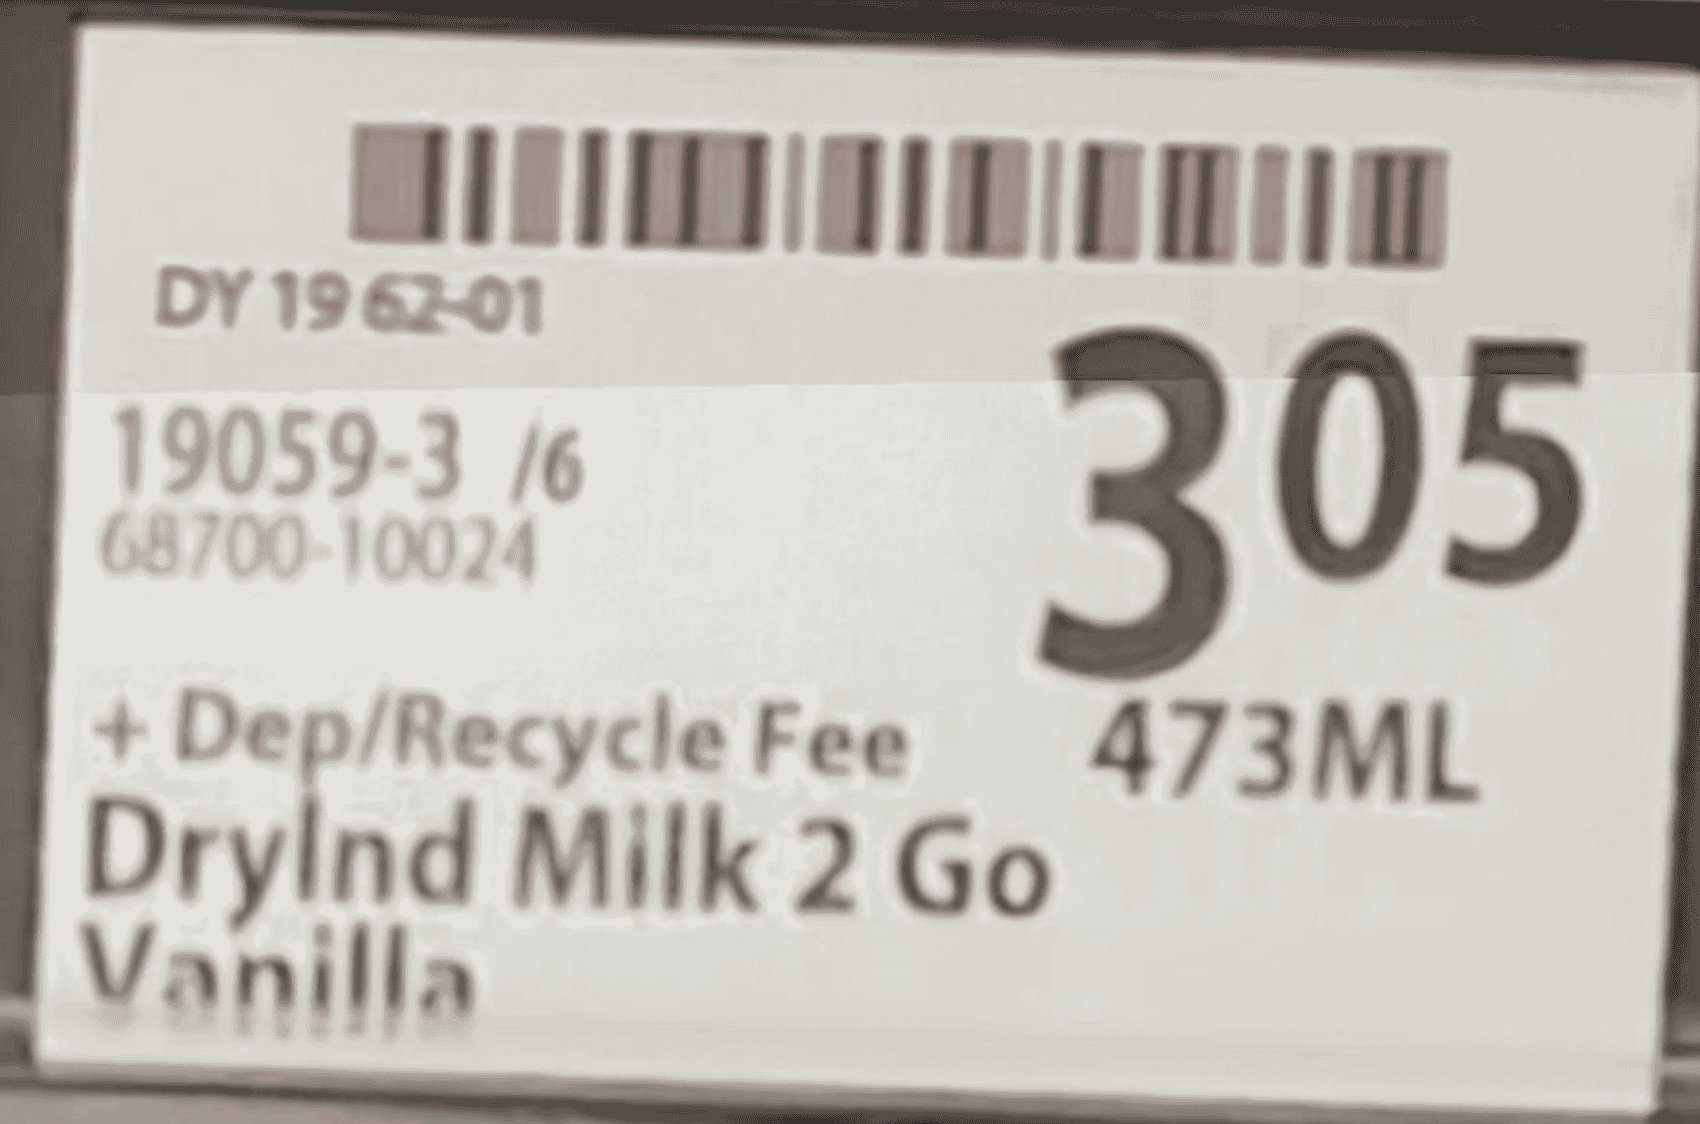 DY 19 62-01
305
19059-3 /6
68700-10024
+ Dep/Recycle Fee 473ML
Drylnd Milk 2 Go
Vanilla